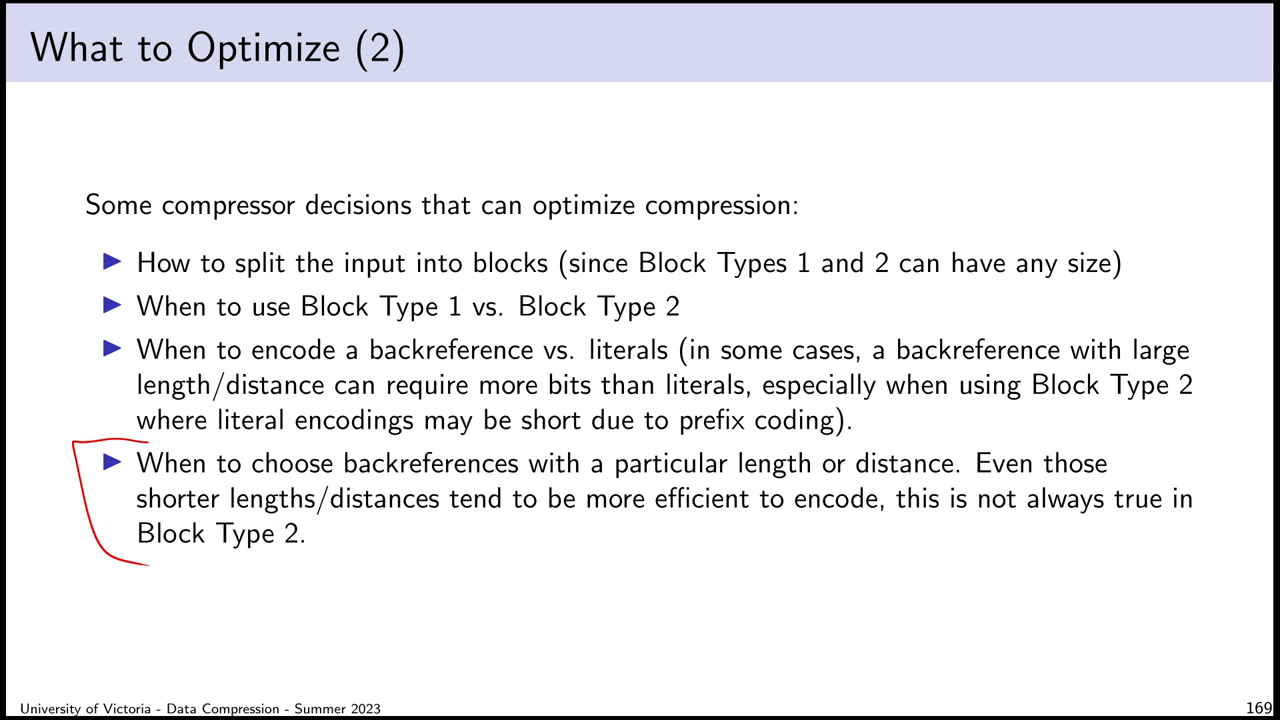 What to Optimize (2)
Some compressor decisions that can optimize compression:
▶ How to split the input into blocks (since Block Types 1 and 2 can have any size)
▶ When to use Block Type 1 vs. Block Type 2
▶ When to encode a backreference vs. literals (in some cases, a backreference with large
length/distance can require more bits than literals, especially when using Block Type 2
where literal encodings may be short due to prefix coding).
▶ When to choose backreferences with a particular length or distance. Even those
shorter lengths/distances tend to be more efficient to encode, this is not always true in
Block Type 2.
University of Victoria - Data Compression - Summer 2023
169